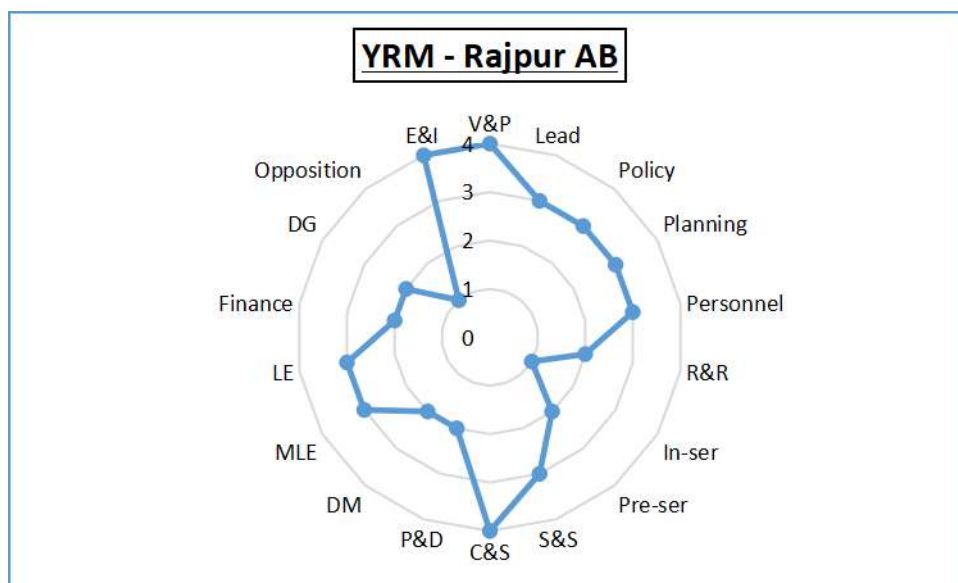 YRM - Rajpur AB
V&P
Lead
Policy
Planning
Personnel
R&R
In-ser
Pre-ser
S&S
C&S
P&D
DM
MLE
LE
Finance
DG
Opposition
E&I
4
3
2
1
0